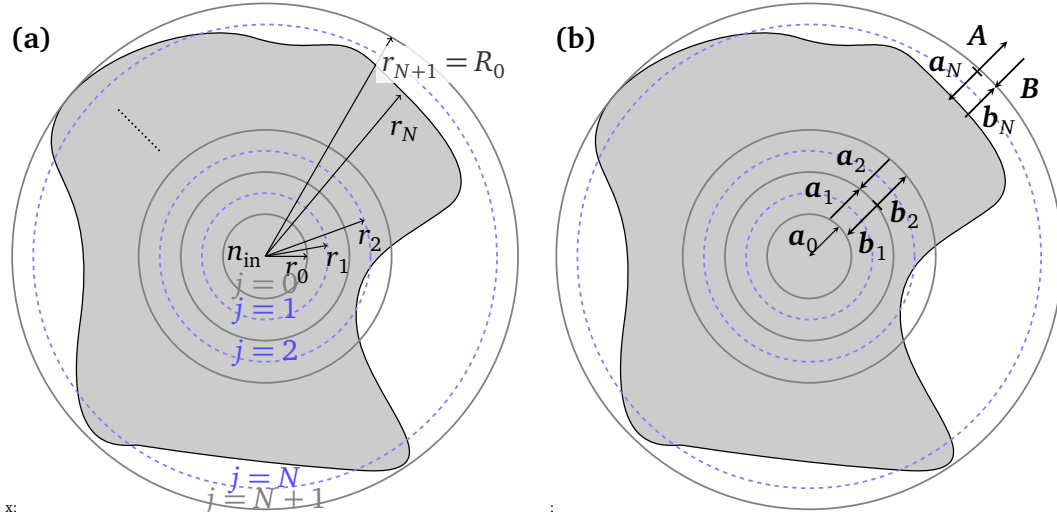 (a)
r_{N+1} = R_0
r_N
n_in
r_2
r_1
r_0
j = 0
j = 1
j = 2
j = N
j = N + 1
x:
(b)
A
a_N
B
b_N
a_2
a_1
b_2
a_0
b_1
: